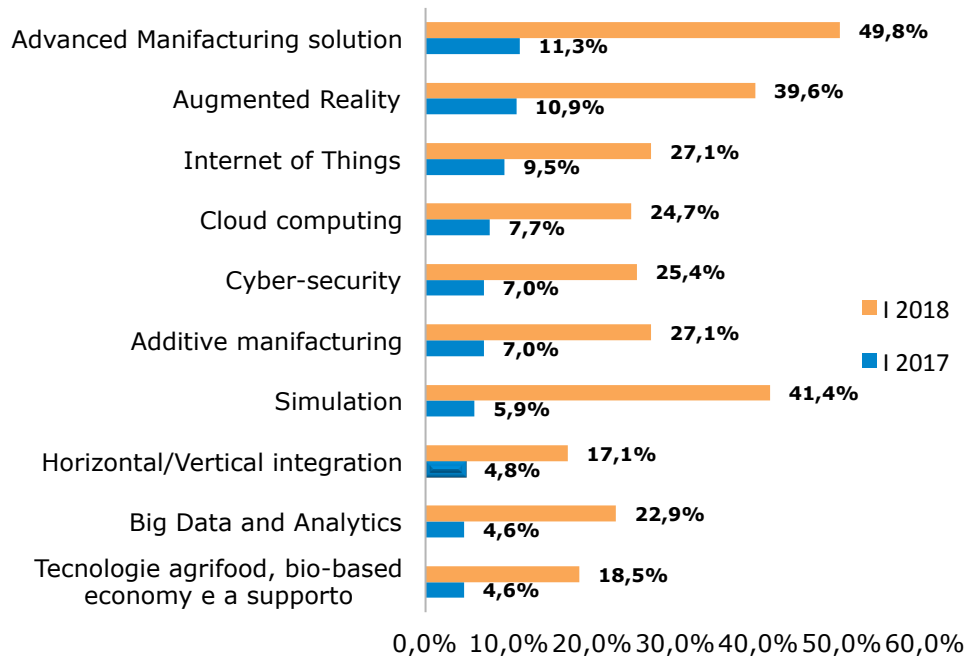 Advanced Manifacturing solution
49,8%
11,3%
Augmented Reality
39,6%
10,9%
Internet of Things
27,1%
9,5%
Cloud computing
24,7%
7,7%
Cyber-security
25,4%
7,0%
Additive manifacturing
27,1%
7,0%
Simulation
41,4%
5,9%
Horizontal/Vertical integration
17,1%
4,8%
Big Data and Analytics
22,9%
4,6%
Tecnologie agrifood, bio-based
economy e a supporto
18,5%
4,6%
I 2018
I 2017
0,0% 10,0% 20,0% 30,0% 40,0% 50,0% 60,0%